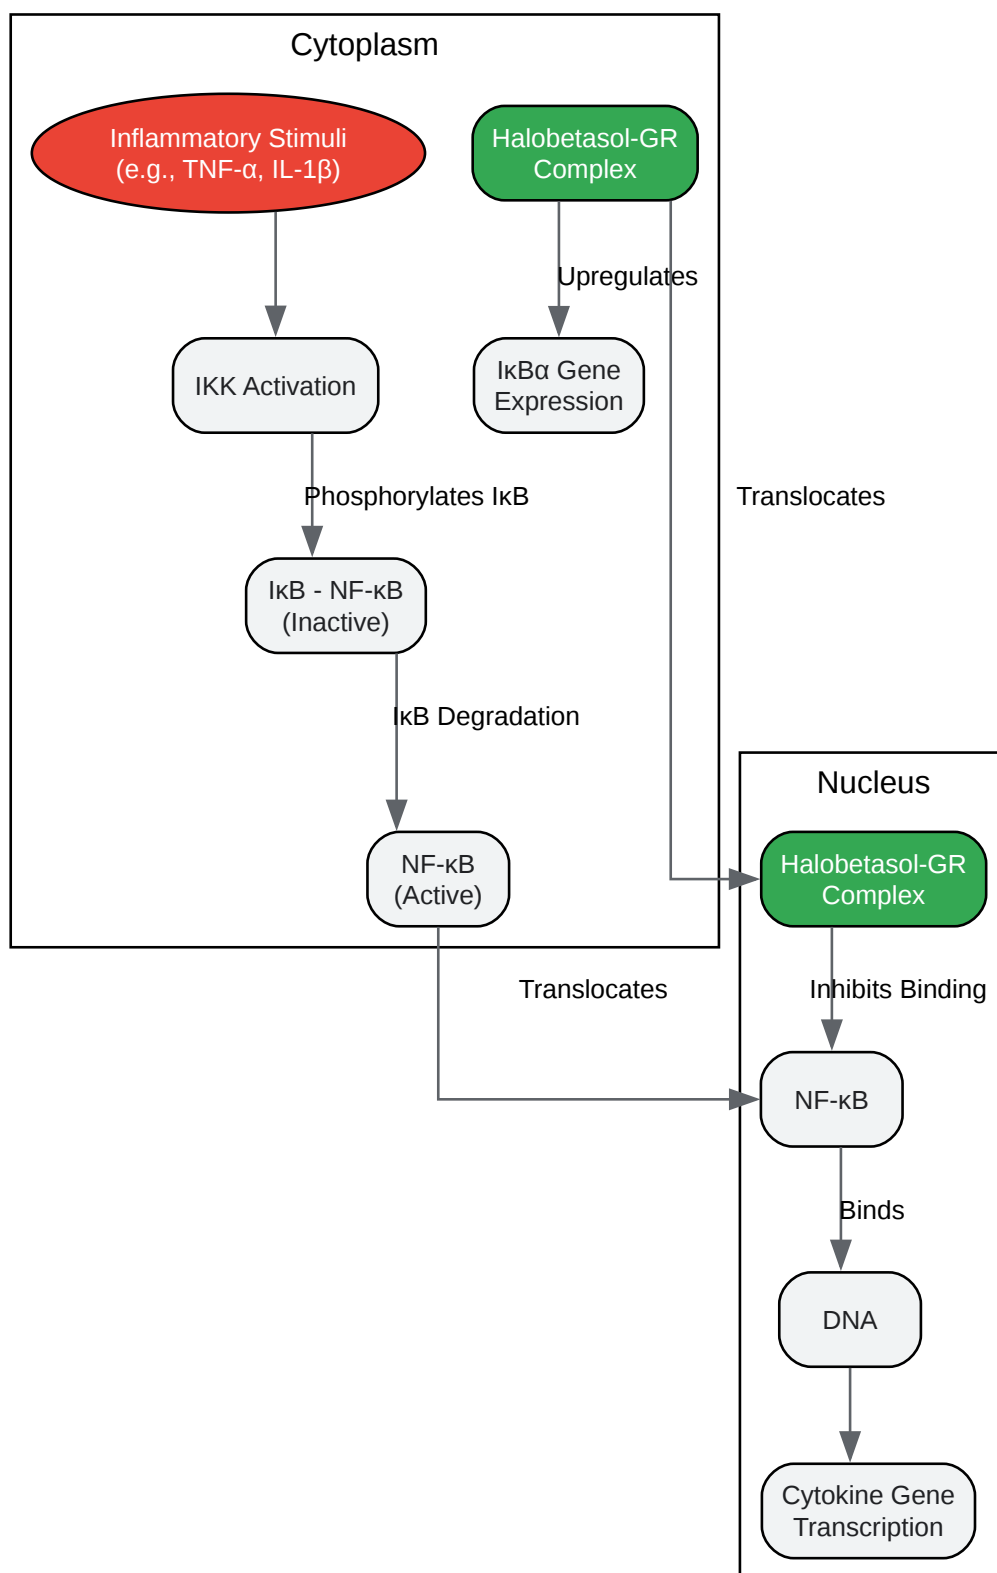 Cytoplasm
Inflammatory Stimuli
(e.g., TNF-α, IL-1β)
Halobetasol-GR
Complex
Upregulates
IKK Activation
IκBα Gene
Expression
Phosphorylates IκB
Translocates
IκB - NF-κB
(Inactive)
IκB Degradation
Nucleus
NF-κB
(Active)
Halobetasol-GR
Complex
Translocates
Inhibits Binding
NF-κB
Binds
DNA
Cytokine Gene
Transcription